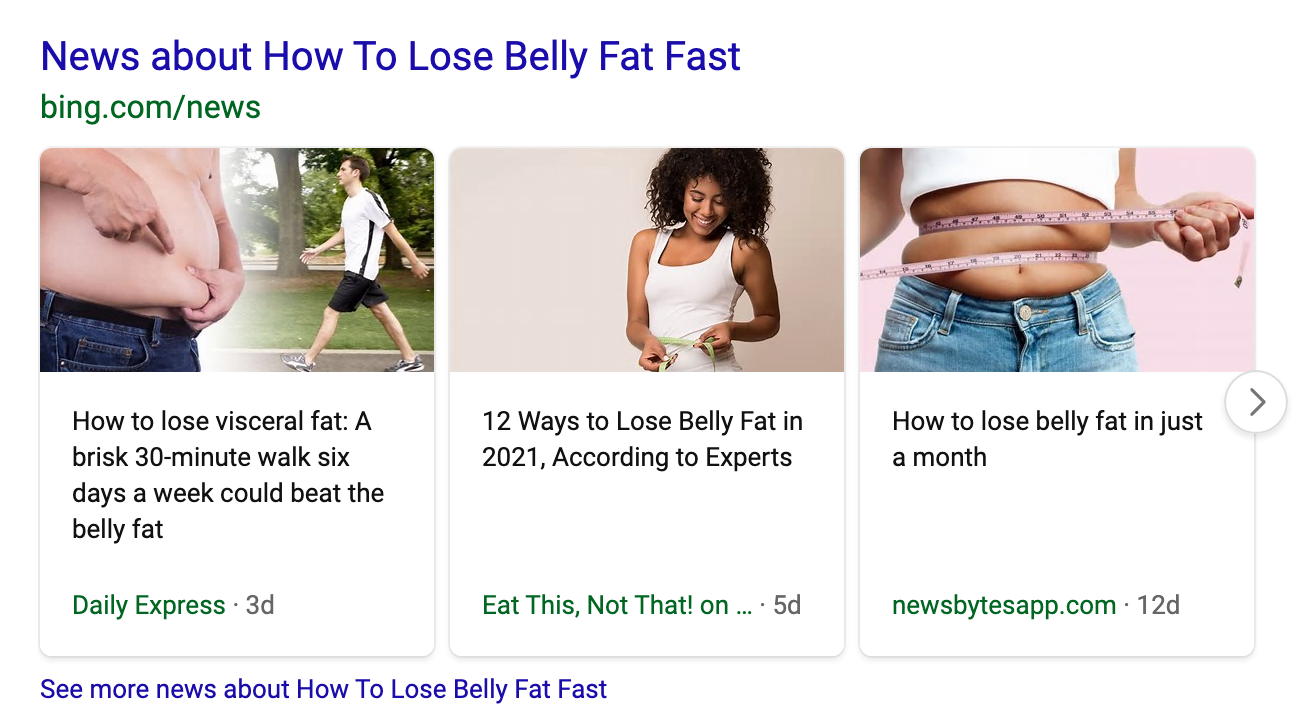 News about How To Lose Belly Fat Fast
bing.com/news
How to lose visceral fat: A
brisk 30-minute walk six
days a week could beat the
belly fat
Daily Express · 3d
12 Ways to Lose Belly Fat in
2021, According to Experts
Eat This, Not That! on ... · 5d
How to lose belly fat in just
a month
newsbytesapp.com · 12d
See more news about How To Lose Belly Fat Fast